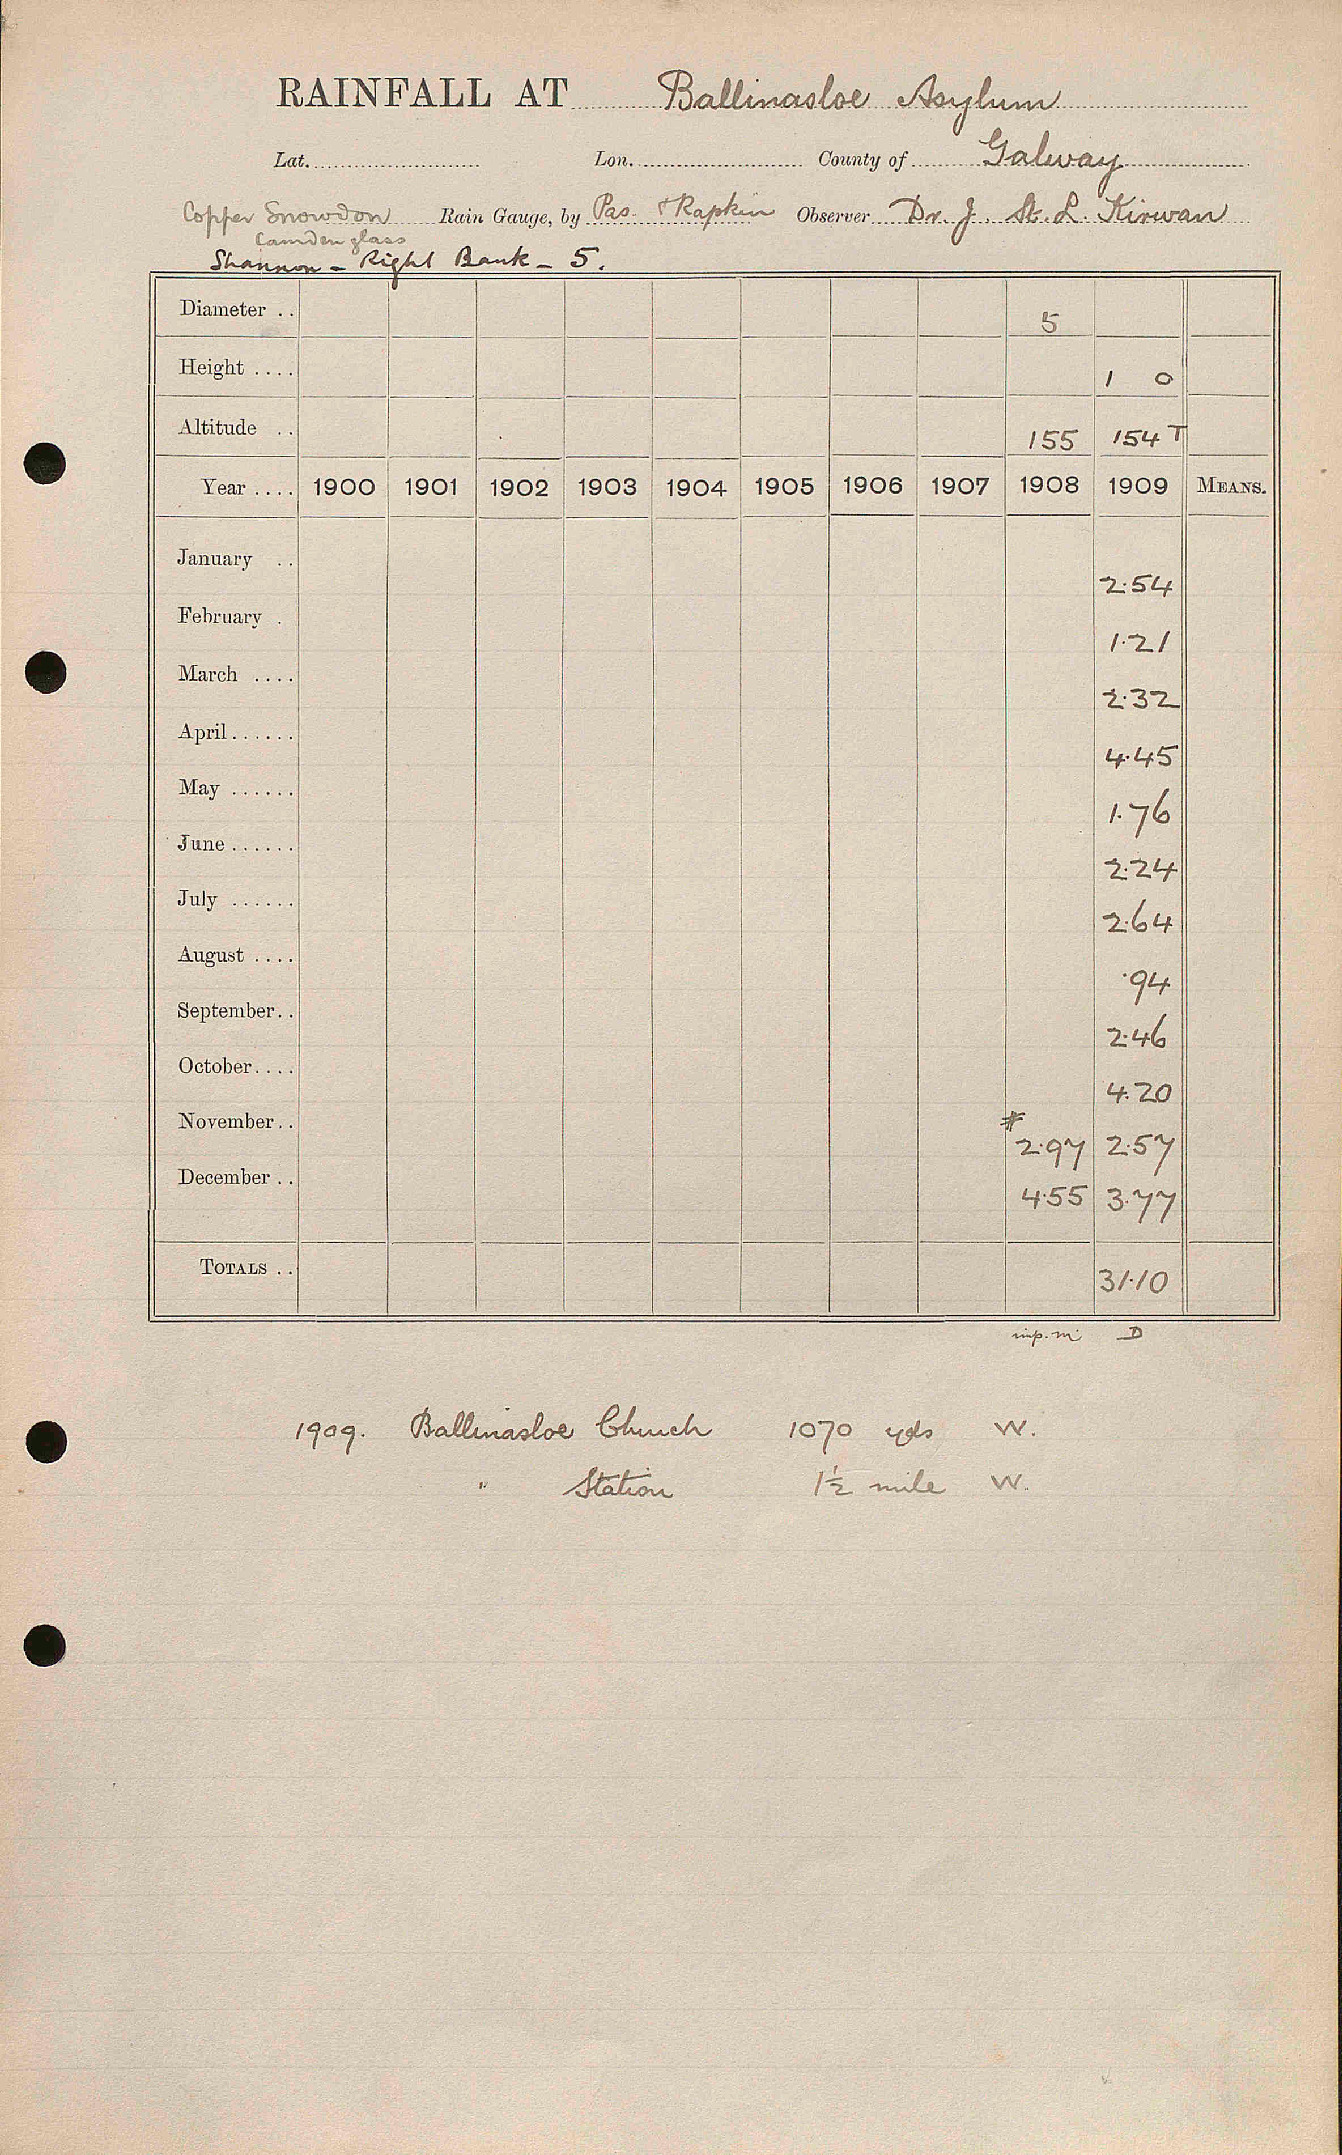 RAINFALL AT Ballinasloe Asylum
Lat. Lon. County of Galway
Copper Snowdon Rain Gauge, by Pas. & Rapkin Observer Dr. J. St. L. Kirwan
Camden glass
Shannon – Right Bank – 5.
Diameter .. 5
Height .... 1 0
Altitude .. 155 154 T
Year .... 1900 1901 1902 1903 1904 1905 1906 1907 1908 1909 MEANS.
January .. 2.54
February . 1.21
March .... 2.32
April...... 4.45
May ...... 1.76
June ...... 2.24
July ...... 2.64
August .... .94
September.. 2.46
October.... 4.20
November.. # 2.97 2.57
December .. 4.55 3.77
TOTALS .. 31.10
imp. m. D
1909. Ballinasloe Church 1070 yds W.
" Station 1½ mile W.